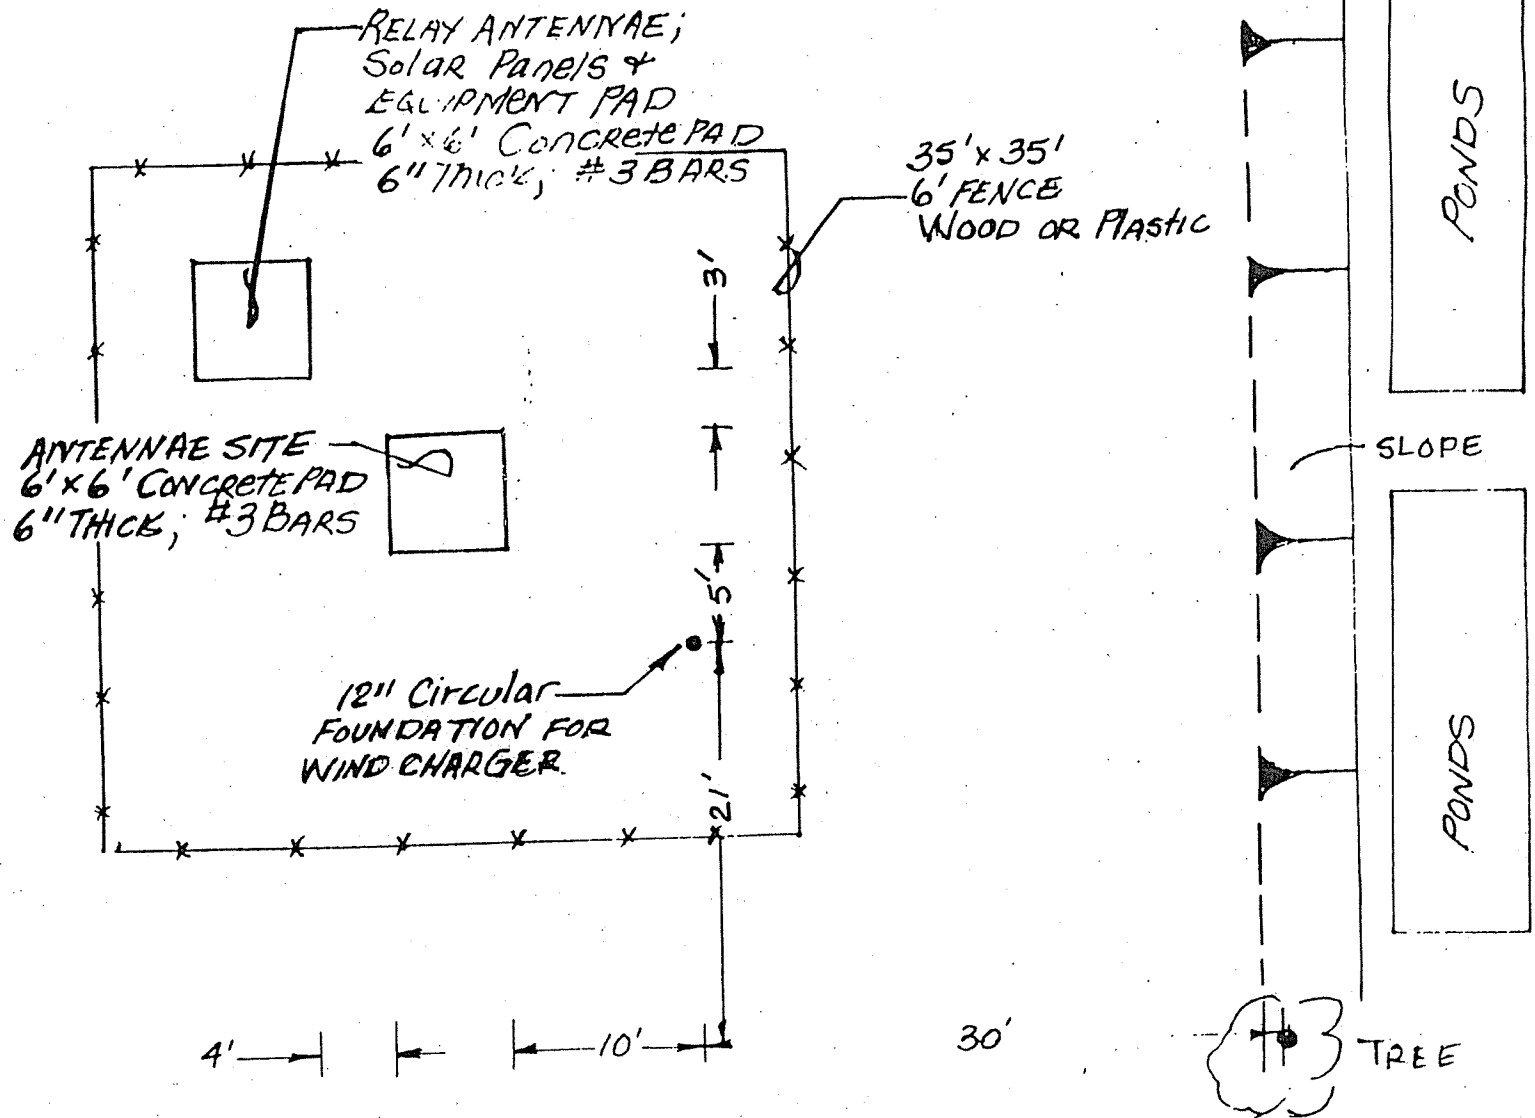 RELAY ANTENNAE;
Solar Panels &
EQUIPMENT PAD
6'x6' Concrete PAD
6" Thick; #3 BARS
35'x35'
6' FENCE
WOOD OR PlAstic
PONDS
3'
ANTENNAE SITE
6'x6' CONCRETE PAD
6" THICK; #3 BARS
SLOPE
5'
12" Circular
FOUNDATION FOR
WIND CHARGER.
21'
PONDS
4'
10'
30'
TREE